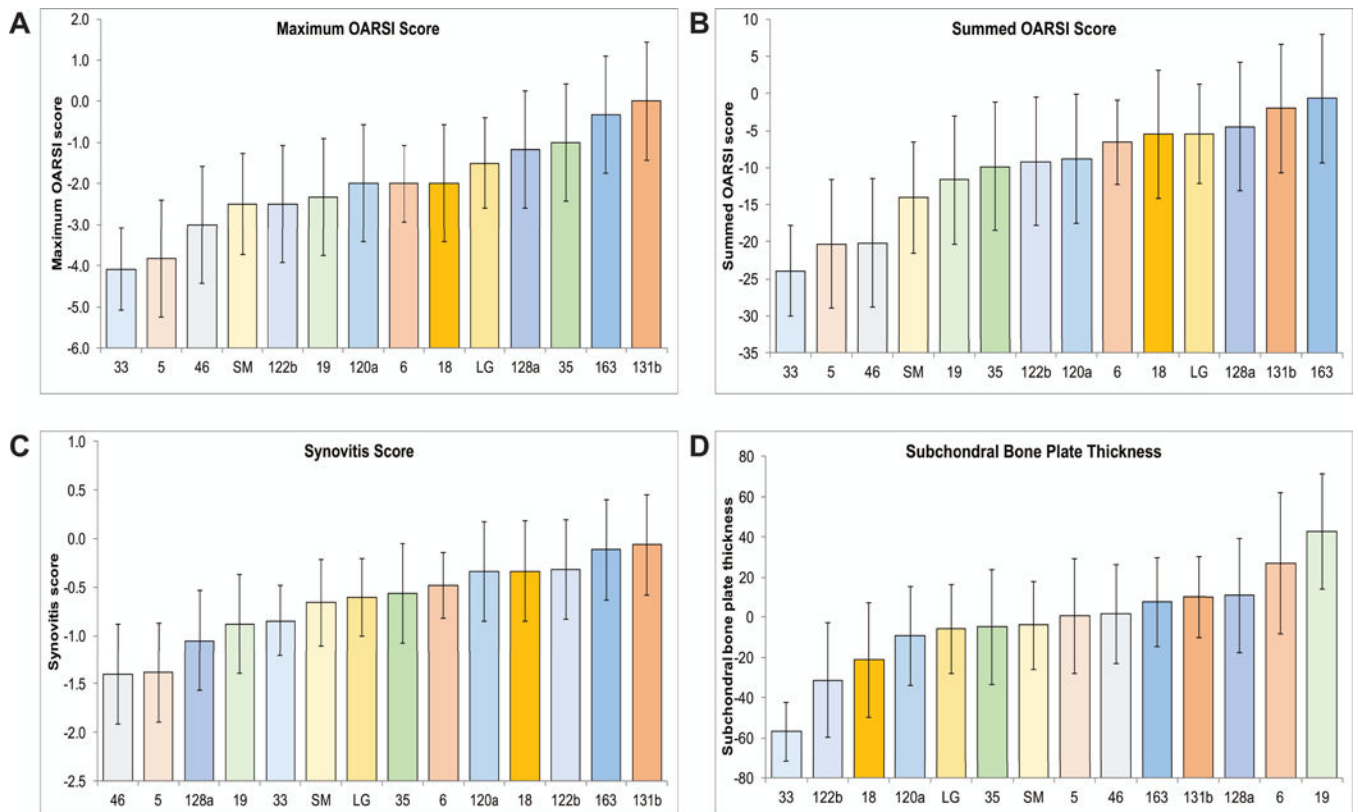 A
Maximum OARSI Score
Maximum OARSI score
2.0
1.0
0.0
-1.0
-2.0
-3.0
-4.0
-5.0
-6.0
33 5 46 SM 122b 19 120a 6 18 LG 128a 35 163 131b
B
Summed OARSI Score
Summed OARSI score
10
5
0
-5
-10
-15
-20
-25
-30
-35
33 5 46 SM 19 35 122b 120a 6 18 LG 128a 131b 163
C
Synovitis Score
Synovitis score
1.0
0.5
0.0
-0.5
-1.0
-1.5
-2.0
-2.5
46 5 128a 19 33 SM LG 35 6 120a 18 122b 163 131b
D
Subchondral Bone Plate Thickness
Subchondral bone plate thickness
80
60
40
20
0
-20
-40
-60
-80
33 122b 18 120a LG 35 SM 5 46 163 131b 128a 6 19